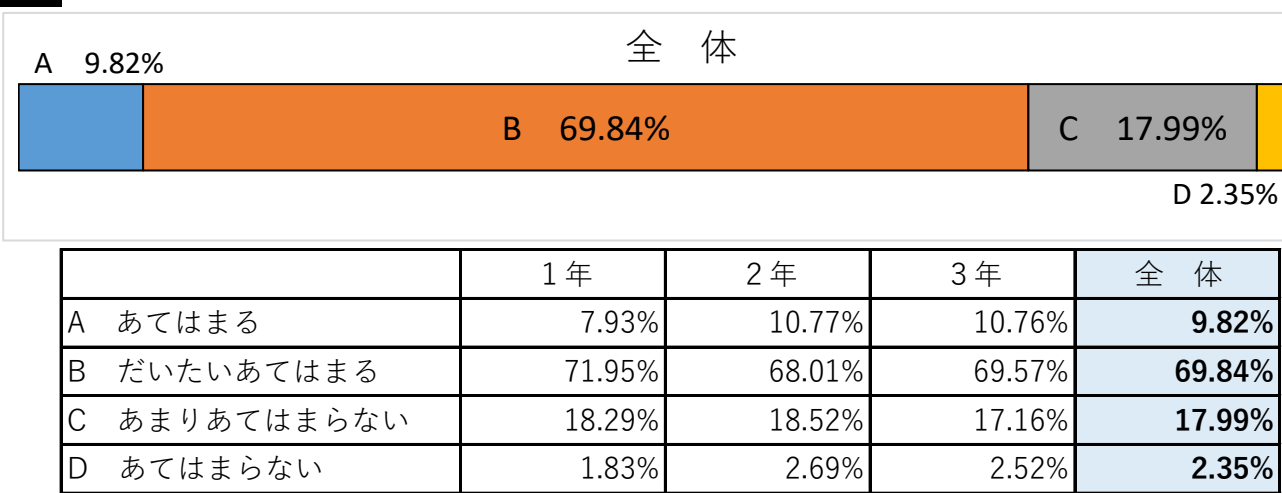 全 体
A 9.82%
B 69.84%
C 17.99%
D 2.35%
1年 2年 3年 全 体
A あてはまる 7.93% 10.77% 10.76% 9.82%
B だいたいあてはまる 71.95% 68.01% 69.57% 69.84%
C あまりあてはまらない 18.29% 18.52% 17.16% 17.99%
D あてはまらない 1.83% 2.69% 2.52% 2.35%